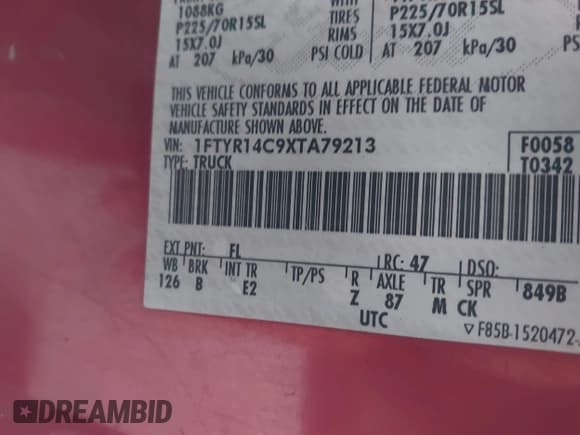 1088KG
P225/70R15SL
15X7.0J
AT 207 kPa/30
WITH
TIRES
RIMS
PSI COLD
P225/70R15SL
15X7.0J
AT 207 kPa/30
THIS VEHICLE CONFORMS TO ALL APPLICABLE FEDERAL MOTOR
VEHICLE SAFETY STANDARDS IN EFFECT ON THE DATE OF
MANUFACTURE SHOWN ABOVE.
VIN: 1FTYR14C9XTA79213
TYPE: TRUCK
F0058
T0342
EXT PNT: FL RC: 47 DSO:
WB BRK INT TR TP/PS R AXLE TR SPR 849B
126 B E2 Z 87 M CK
UTC
▽ F85B-1520472-
DREAMBID